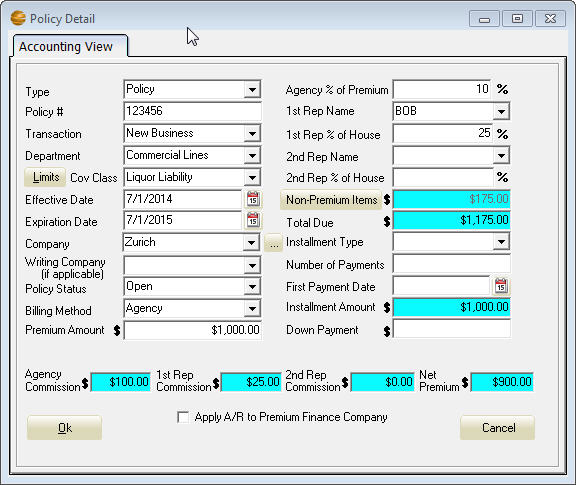 Policy Detail
Accounting View
Type Policy
Policy # 123456
Transaction New Business
Department Commercial Lines
Limits Cov Class Liquor Liability
Effective Date 7/1/2014 15
Expiration Date 7/1/2015 15
Company Zurich ...
Writing Company
(if applicable)
Policy Status Open
Billing Method Agency
Premium Amount $ $1,000.00
Agency % of Premium 10 %
1st Rep Name BOB
1st Rep % of House 25 %
2nd Rep Name
2nd Rep % of House %
Non-Premium Items $ $175.00
Total Due $ $1,175.00
Installment Type
Number of Payments
First Payment Date 15
Installment Amount $ $1,000.00
Down Payment $
Agency
Commission $ $100.00
1st Rep
Commission $ $25.00
2nd Rep
Commission $ $0.00
Net
Premium $ $900.00
Apply A/R to Premium Finance Company
Ok
Cancel